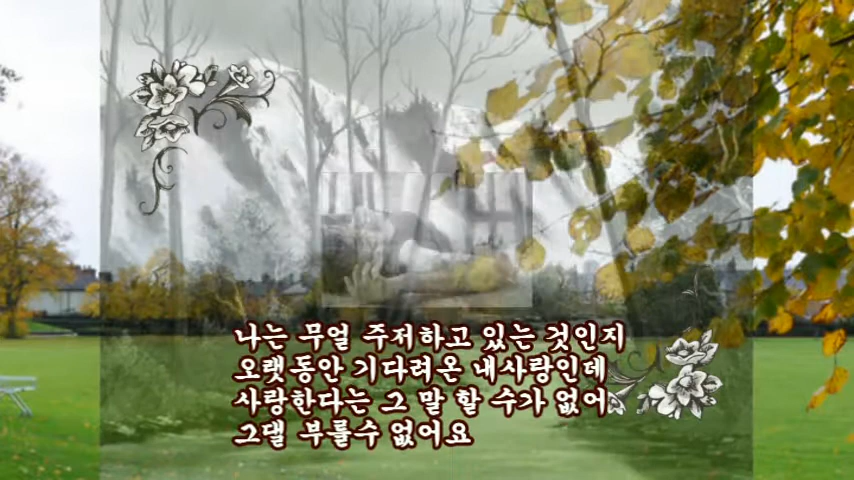 나는 무얼 주저하고 있는 것인지
오랫동안 기다려온 내사랑인데
사랑한다는 그 말 할 수가 없어
그댈 부를수 없어요